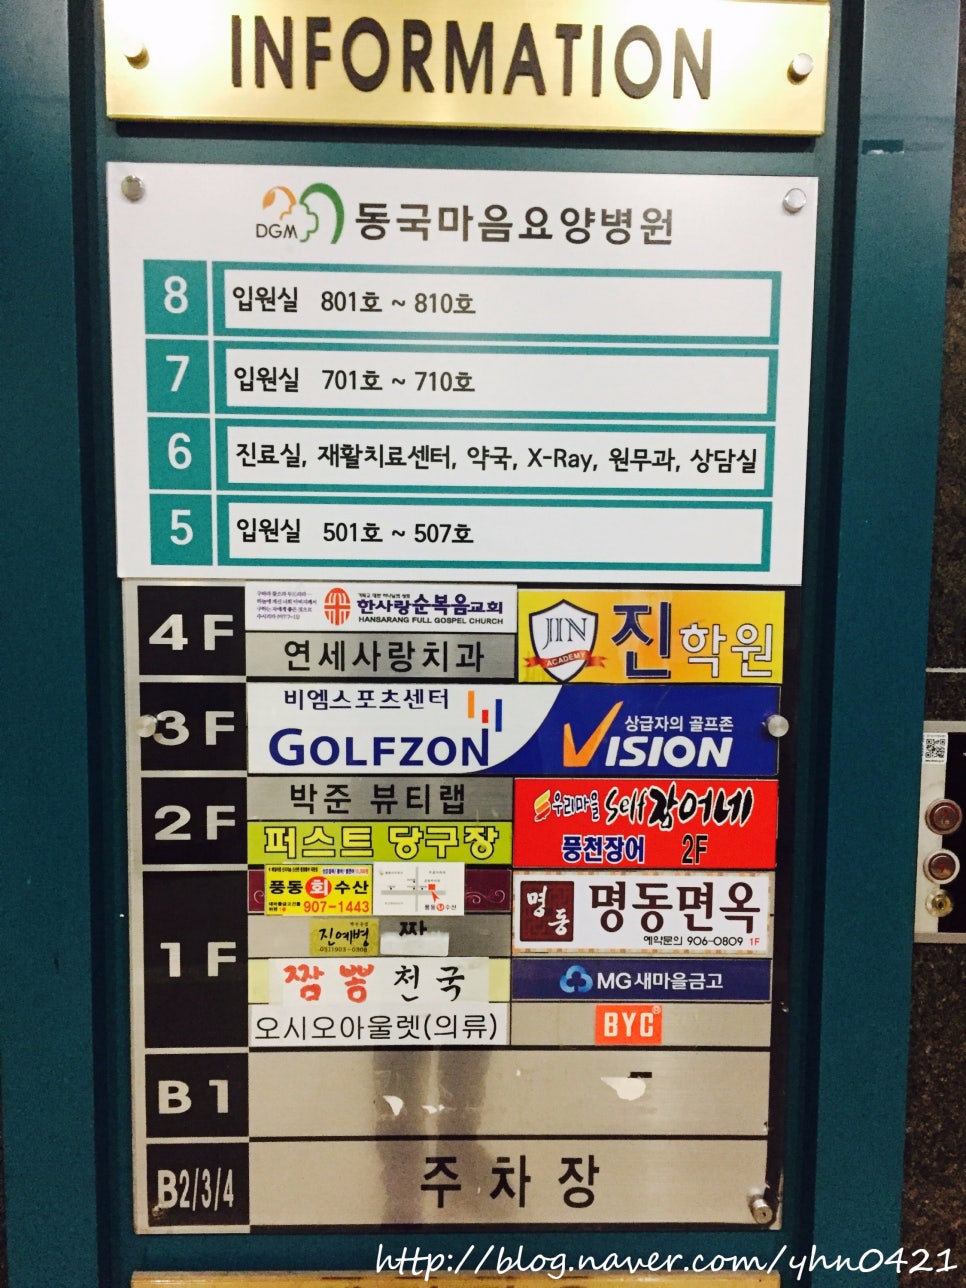 INFORMATION
DGM 동국마음요양병원
8 입원실 801호 ~ 810호
7 입원실 701호 ~ 710호
6 진료실, 재활치료센터, 약국, X-Ray, 원무과, 상담실
5 입원실 501호 ~ 507호
4F
한사랑순복음교회
HANSARANG FULL GOSPEL CHURCH
연세사랑치과
JIN ACADEMY
진학원
3F
비엠스포츠센터
GOLFZON
상급자의 골프존
VISION
2F
박준 뷰티랩
퍼스트 당구장
우리마을 Self 잠어네
풍천장어 2F
1F
풍동회수산
907-1443
풍동회수산
진예병
짜
명동
명동면옥
예약문의 906-0809 1F
짬뽕천국
MG새마을금고
오시오아울렛(의류)
BYC
B1
B2/3/4 주차장
http://blog.naver.com/yhn0421